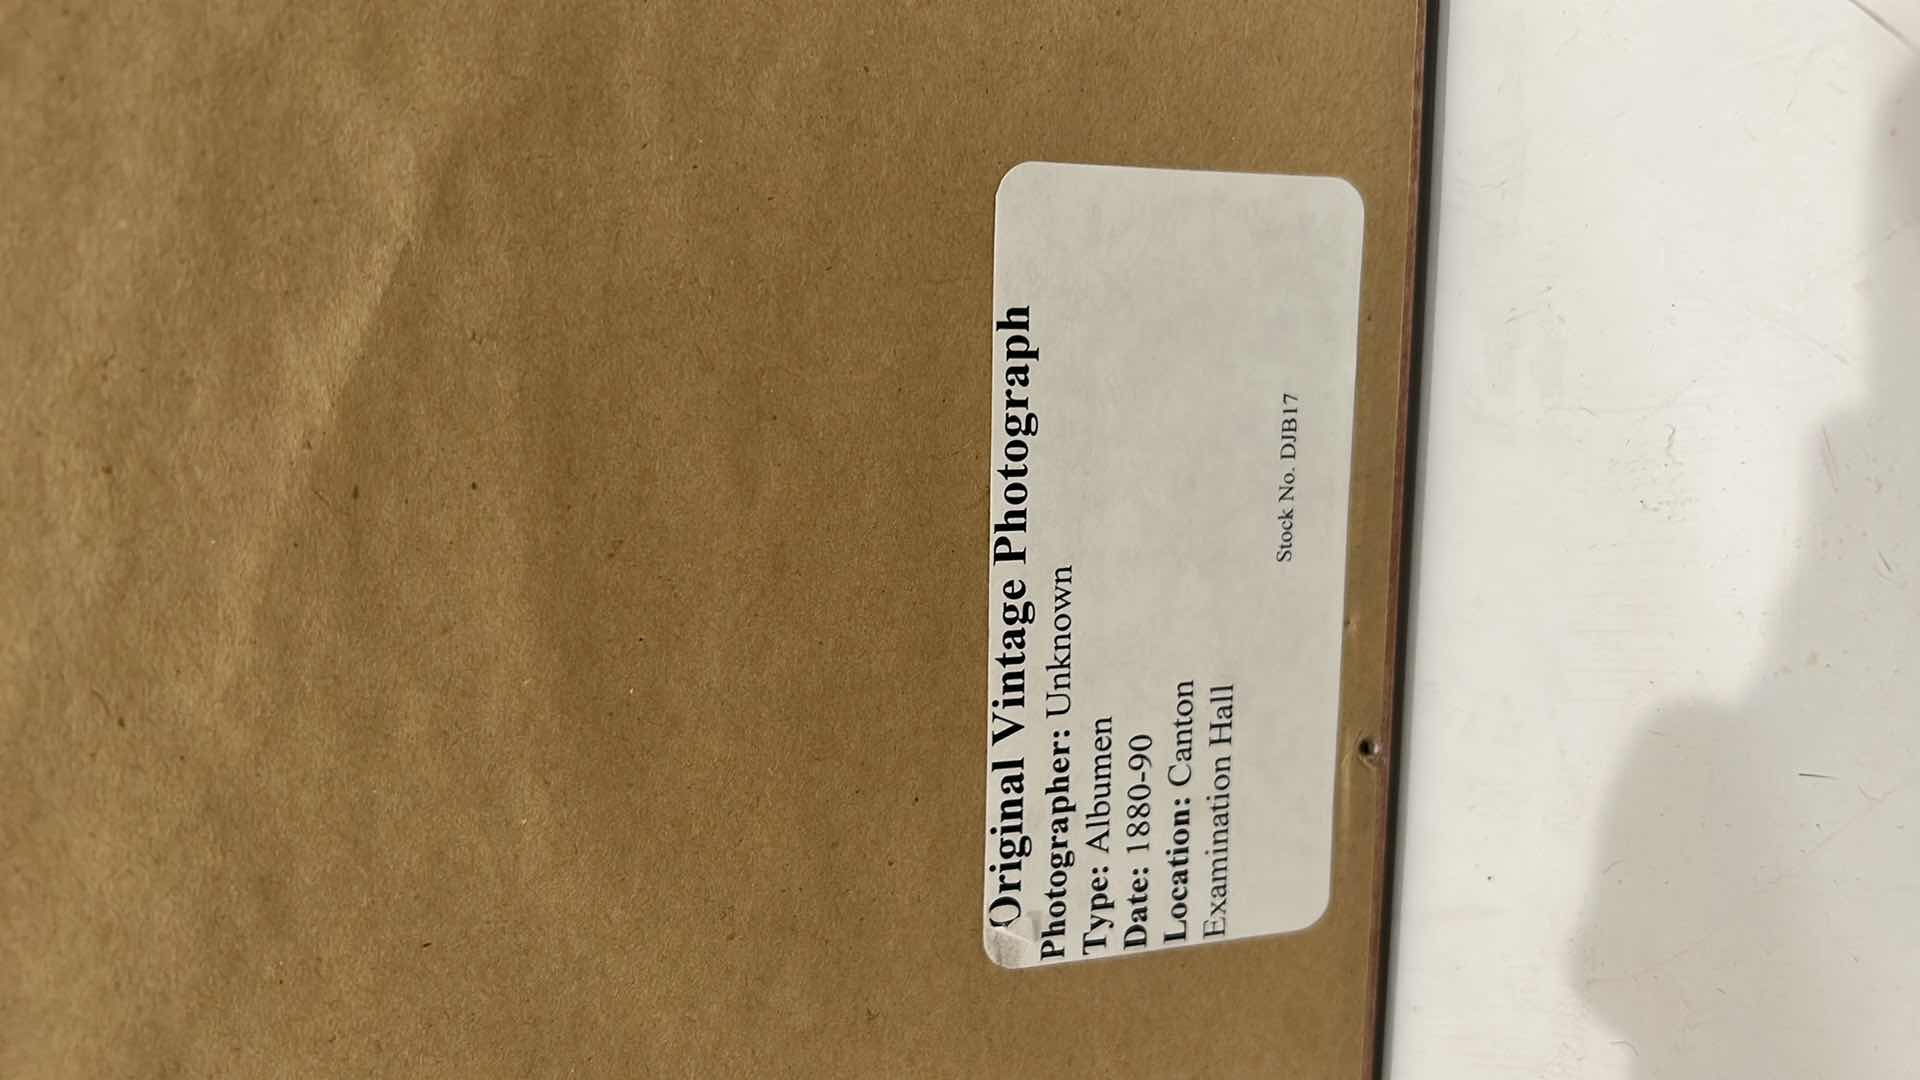 Original Vintage Photograph
Photographer: Unknown
Type: Albumen
Date: 1880-90
Location: Canton
Examination Hall
Stock No. DJB17